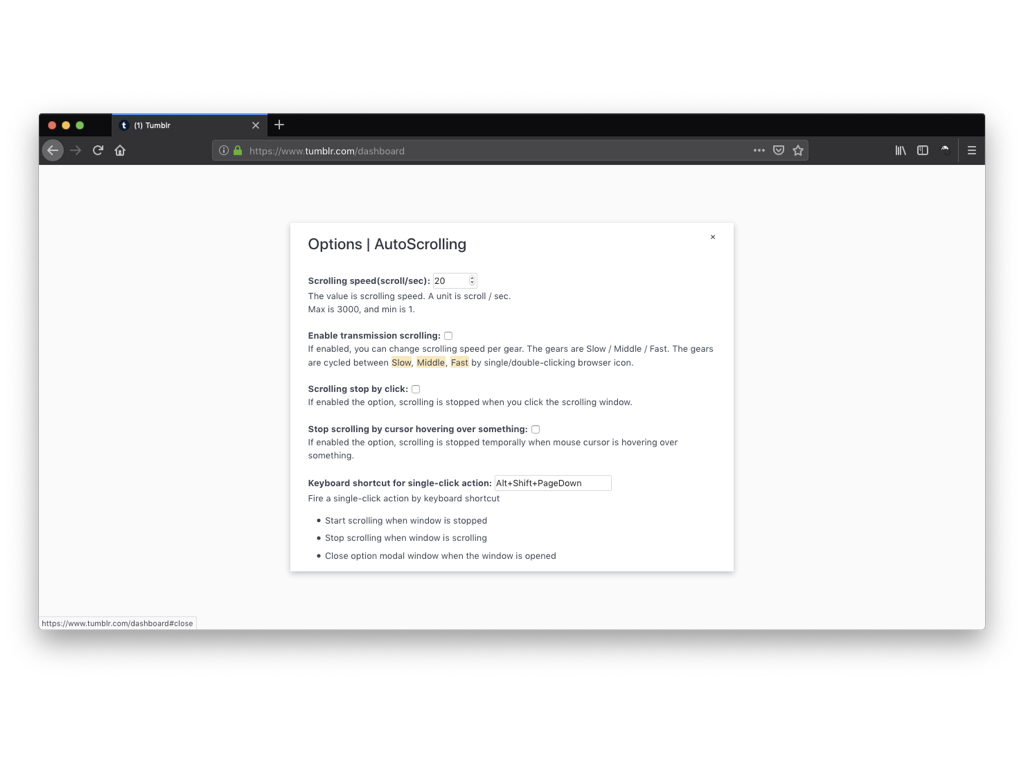 (1) Tumblr
https://www.tumblr.com/dashboard
Options | AutoScrolling
Scrolling speed(scroll/sec): 20
The value is scrolling speed. A unit is scroll / sec.
Max is 3000, and min is 1.
Enable transmission scrolling:
If enabled, you can change scrolling speed per gear. The gears are Slow / Middle / Fast. The gears
are cycled between Slow, Middle, Fast by single/double-clicking browser icon.
Scrolling stop by click:
If enabled the option, scrolling is stopped when you click the scrolling window.
Stop scrolling by cursor hovering over something:
If enabled the option, scrolling is stopped temporally when mouse cursor is hovering over
something.
Keyboard shortcut for single-click action: Alt+Shift+PageDown
Fire a single-click action by keyboard shortcut
• Start scrolling when window is stopped
• Stop scrolling when window is scrolling
• Close option modal window when the window is opened
https://www.tumblr.com/dashboard#close